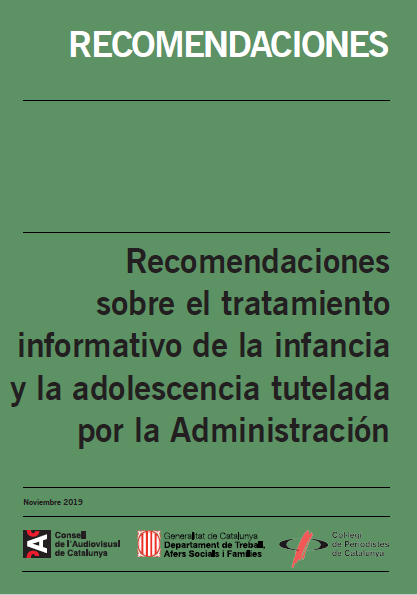 RECOMENDACIONES
Recomendaciones
sobre el tratamiento
informativo de la infancia
y la adolescencia tutelada
por la Administración
Noviembre 2019
Consell
de l'Audiovisual
de Catalunya
Generalitat de Catalunya
Departament de Treball,
Afers Socials i Famílies
Col·legi
de Periodistes
de Catalunya